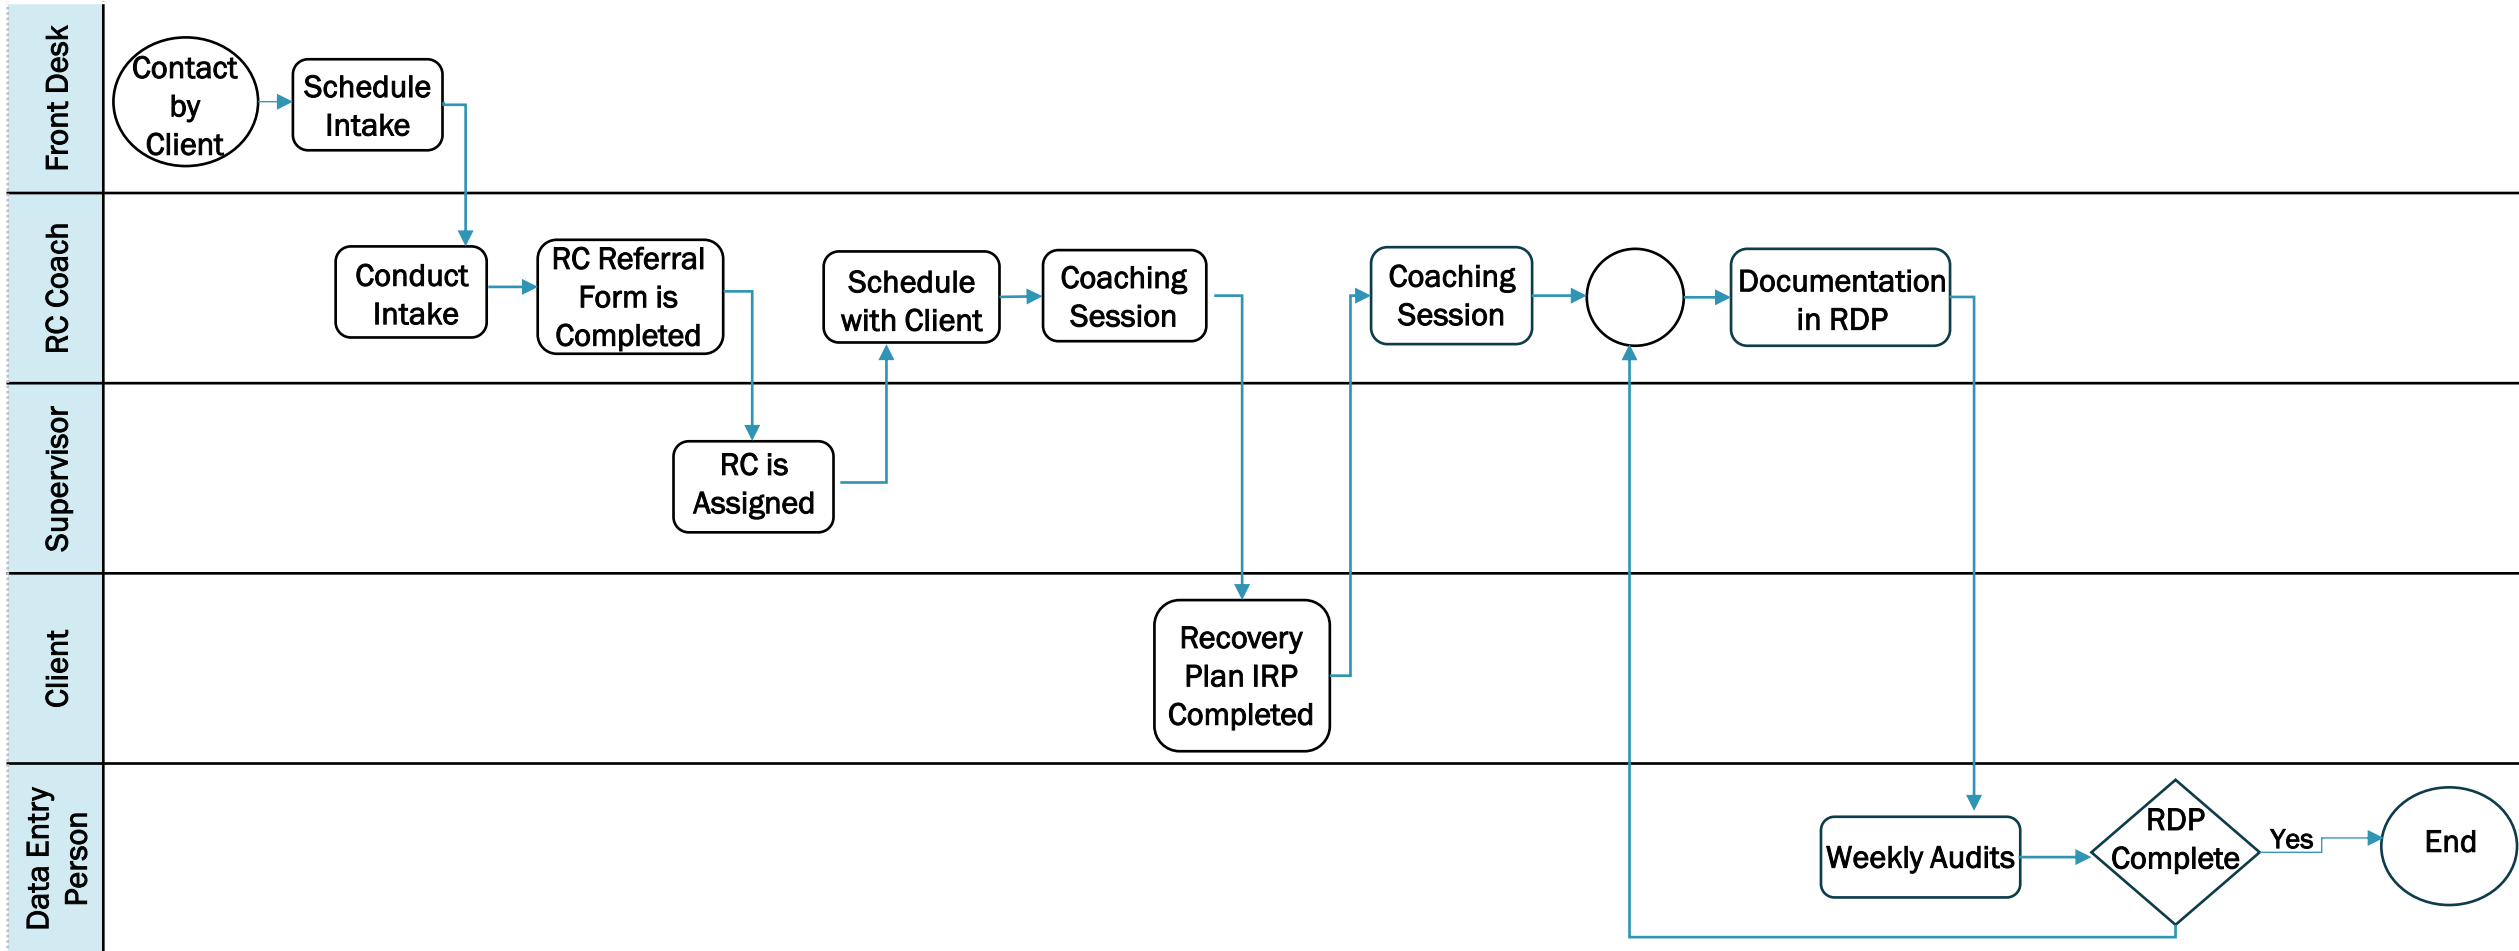 Front Desk
Contact
by
Client
Schedule
Intake
RC Coach
Conduct
Intake
RC Referral
Form is
Completed
Schedule
with Client
Coaching
Session
Coaching
Session
Documentation
in RDP
Supervisor
RC is
Assigned
Client
Recovery
Plan IRP
Completed
Data Entry
Person
Weekly Audits
RDP
Complete
Yes
End